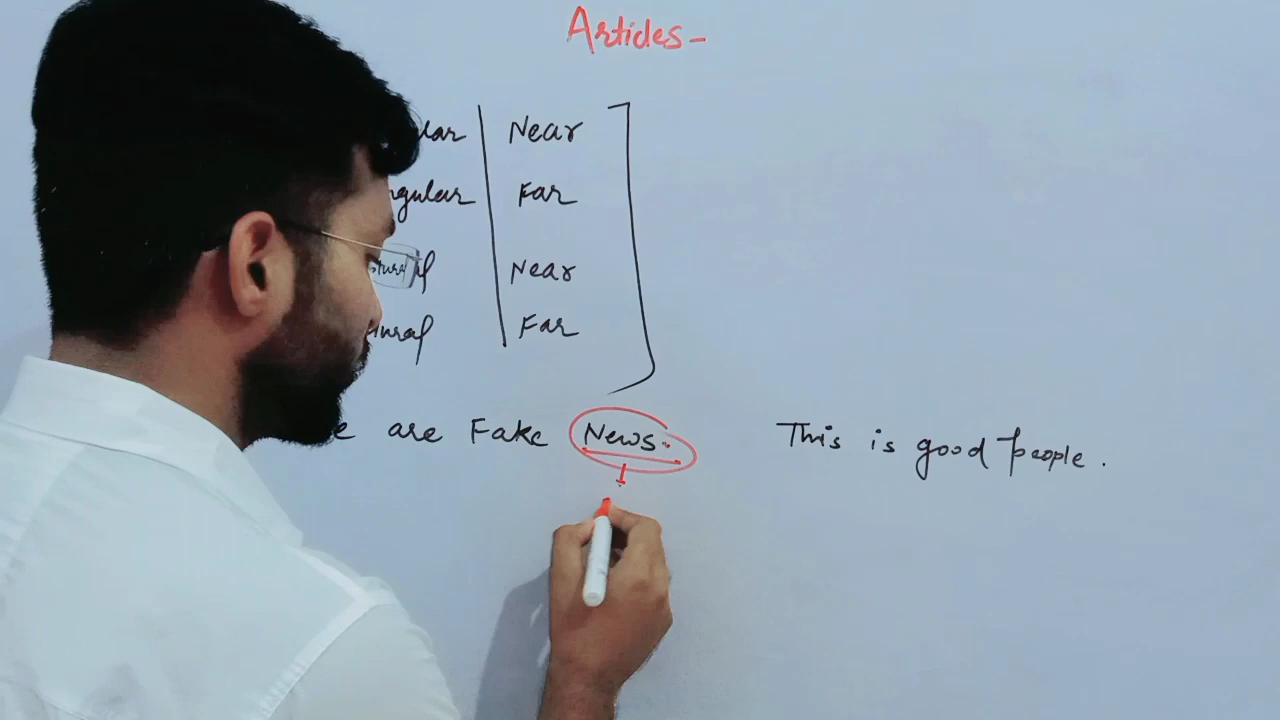 Articles-
Near
Far
Near
Far
are Fake News. This is good people.